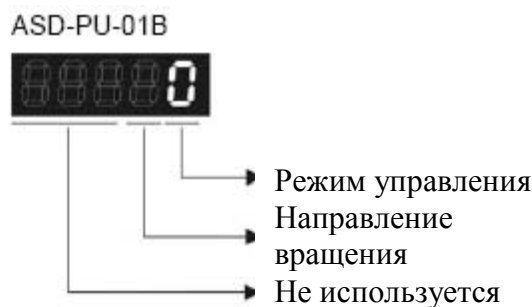 ASD-PU-01B
0
Режим управления
Направление
вращения
Не используется